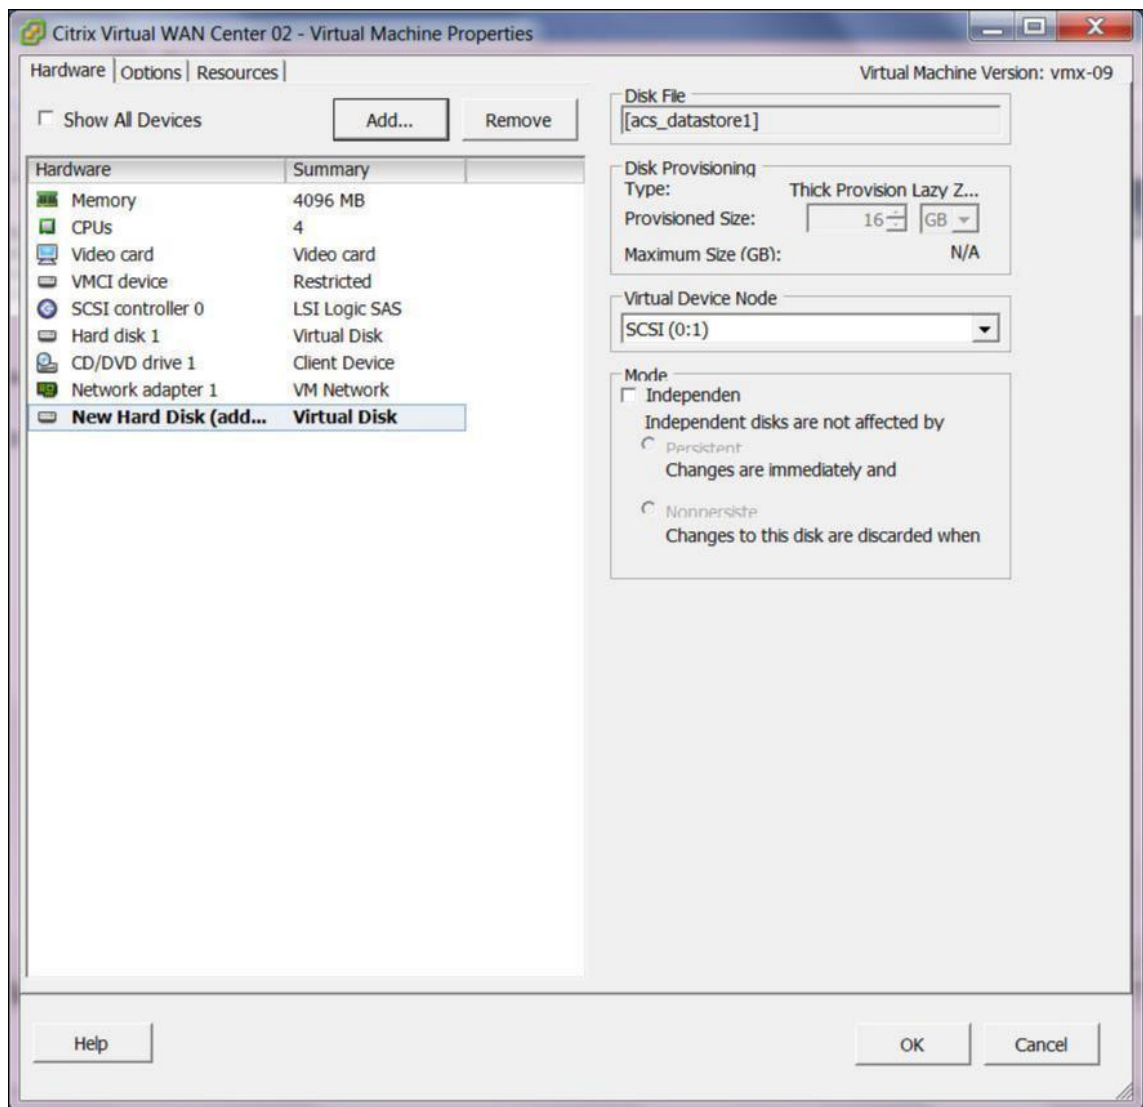 Citrix Virtual WAN Center 02 - Virtual Machine Properties
Hardware Options Resources
Virtual Machine Version: vmx-09
Show All Devices
Add...
Remove
Hardware Summary
Memory 4096 MB
CPUs 4
Video card Video card
VMCI device Restricted
SCSI controller 0 LSI Logic SAS
Hard disk 1 Virtual Disk
CD/DVD drive 1 Client Device
Network adapter 1 VM Network
New Hard Disk (add... Virtual Disk
Disk File
[acs_datastore1]
Disk Provisioning
Type: Thick Provision Lazy Z...
Provisioned Size: 16 GB
Maximum Size (GB): N/A
Virtual Device Node
SCSI (0:1)
Mode
Independen
Independent disks are not affected by
Persistent
Changes are immediately and
Nonpersiste
Changes to this disk are discarded when
Help
OK
Cancel